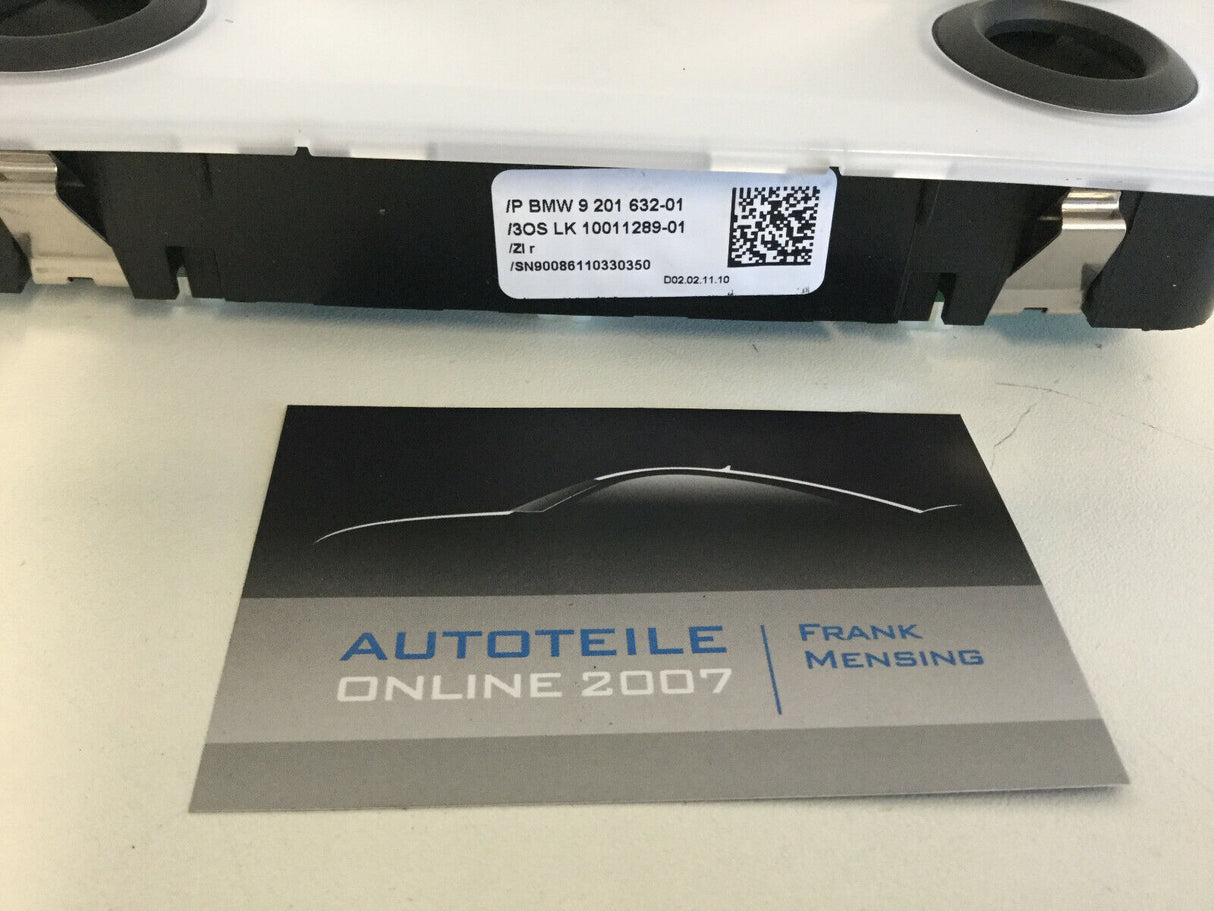 /P BMW 9 201 632-01
/3OS LK 10011289-01
/ZI r
/SN90086110330350
D02.02.11.10
AUTOTEILE
ONLINE 2007
FRANK
MENSING